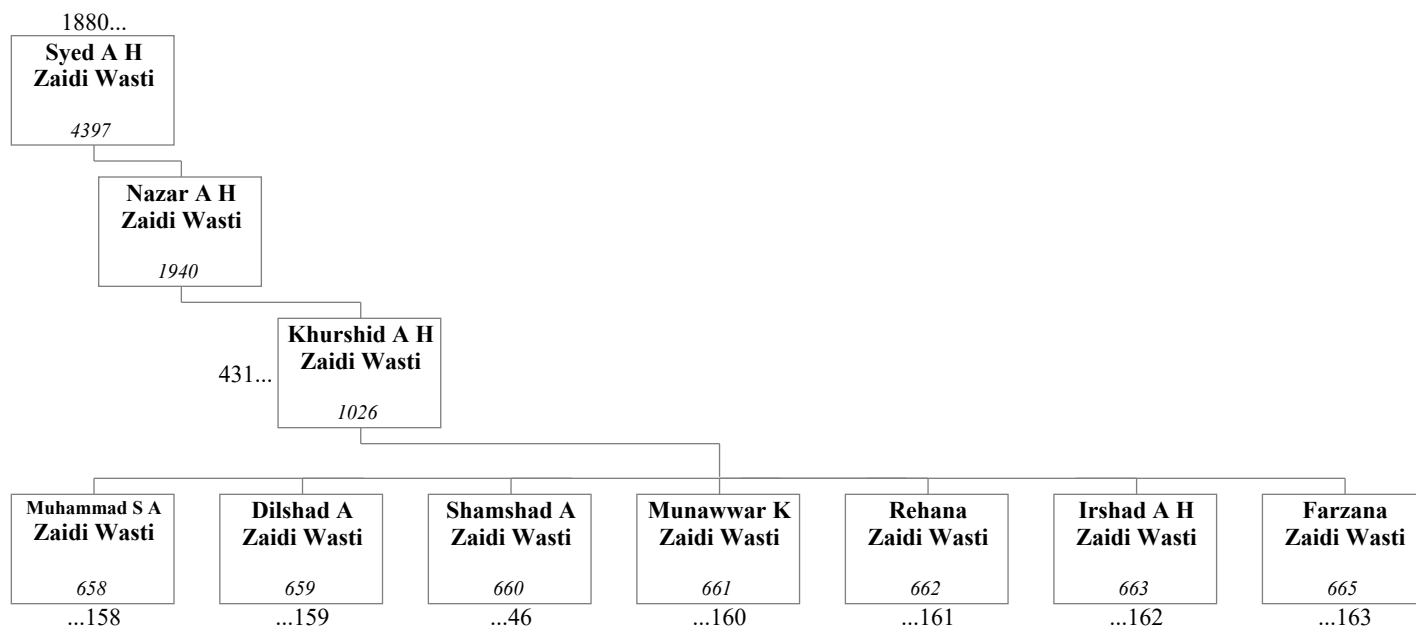 1880...
Syed A H
Zaidi Wasti
4397
Nazar A H
Zaidi Wasti
1940
Khurshid A H
Zaidi Wasti
431...
1026
Muhammad S A
Zaidi Wasti
658
...158
Dilshad A
Zaidi Wasti
659
...159
Shamshad A
Zaidi Wasti
660
...46
Munawwar K
Zaidi Wasti
661
...160
Rehana
Zaidi Wasti
662
...161
Irshad A H
Zaidi Wasti
663
...162
Farzana
Zaidi Wasti
665
...163